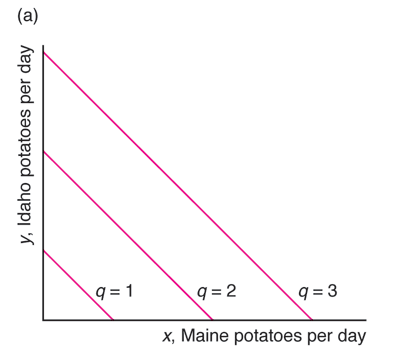 (a)
y, Idaho potatoes per day
q = 1
q = 2
q = 3
x, Maine potatoes per day